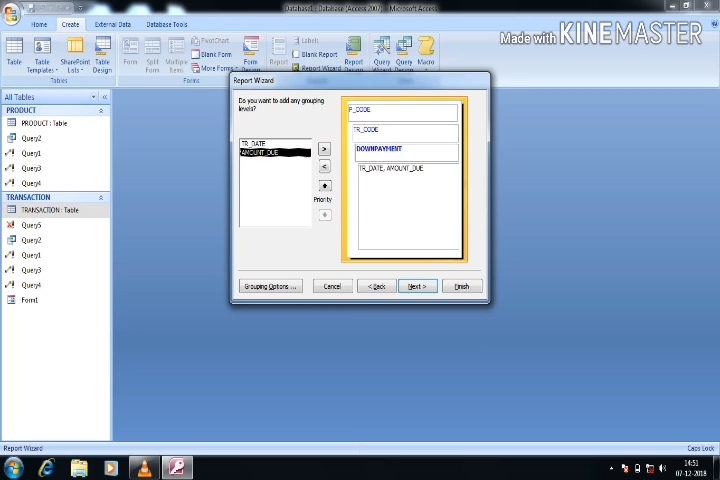 Database1 : Database (Access 2007) - Microsoft Access
Made with KINEMASTER
Home
Create
External Data
Database Tools
Table
Table Templates
SharePoint Lists
Table Design
Tables
Form
Split Form
Multiple Items
PivotChart
Blank Form
More Forms
Form Design
Forms
Report
Labels
Blank Report
Report Wizard
Report Design
Query Wizard
Query Design
Macro
All Tables
PRODUCT
PRODUCT : Table
Query2
Query1
Query3
Query4
TRANSACTION
TRANSACTION : Table
Query5
Query2
Query1
Query3
Query4
Form1
Report Wizard
Do you want to add any grouping
levels?
TR_DATE
AMOUNT_DUE
>
<
Priority
P_CODE
TR_CODE
DOWNPAYMENT
TR_DATE, AMOUNT_DUE
Grouping Options ...
Cancel
< Back
Next >
Finish
Report Wizard
Caps Lock
14:51
07-12-2018